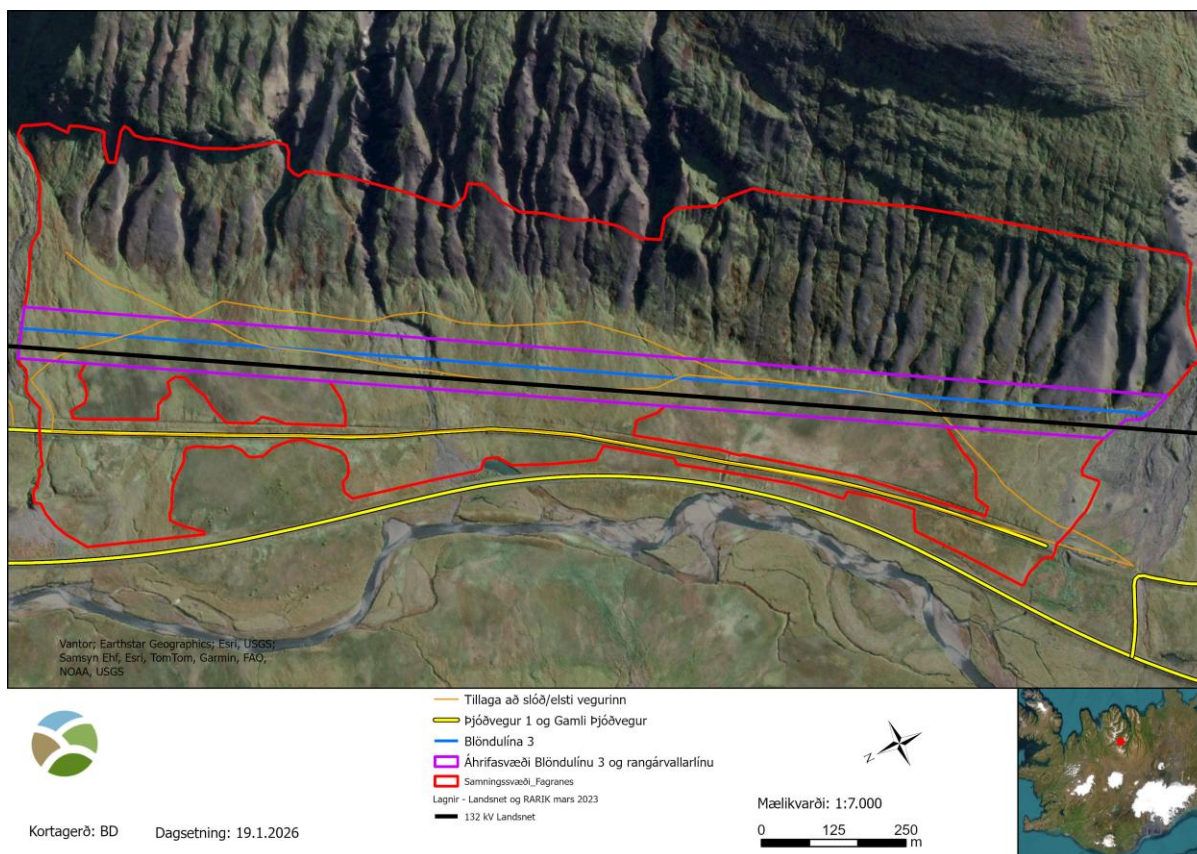 Vantor; Earthstar Geographics; Esri, USGS;
Samsyn Ehf, Esri, TomTom, Garmin, FAO,
NOAA, USGS
Tillaga að slóð/elsti vegurinn
Þjóðvegur 1 og Gamli Þjóðvegur
Blöndulína 3
Áhrifasvæði Blöndulínu 3 og rangárvallarlínu
Samningssvæði_Fagranes
Lagnir - Landsnet og RARIK mars 2023
132 kV Landsnet
N
Mælikvarði: 1:7.000
0 125 250
m
Kortagerð: BD Dagsetning: 19.1.2026